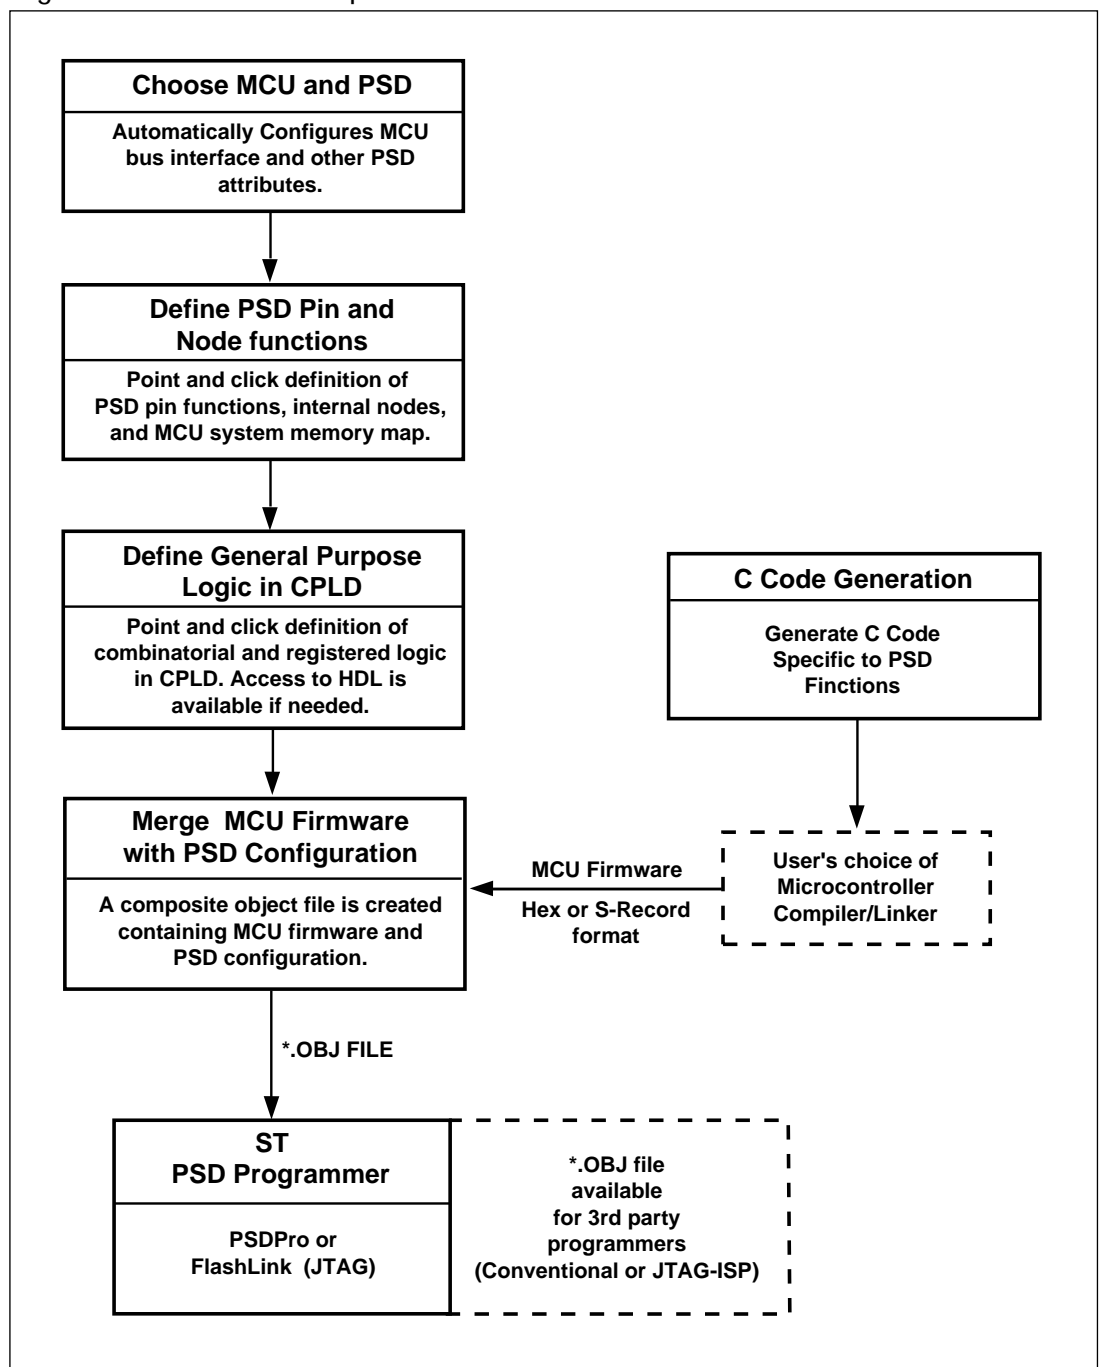 Choose MCU and PSD
Automatically Configures MCU
bus interface and other PSD
attributes.
Define PSD Pin and
Node functions
Point and click definition of
PSD pin functions, internal nodes,
and MCU system memory map.
Define General Purpose
Logic in CPLD
Point and click definition of
combinatorial and registered logic
in CPLD. Access to HDL is
available if needed.
C Code Generation
Generate C Code
Specific to PSD
Finctions
Merge MCU Firmware
with PSD Configuration
A composite object file is created
containing MCU firmware and
PSD configuration.
MCU Firmware
Hex or S-Record
format
User's choice of
Microcontroller
Compiler/Linker
*.OBJ FILE
ST
PSD Programmer
PSDPro or
FlashLink (JTAG)
*.OBJ file
available
for 3rd party
programmers
(Conventional or JTAG-ISP)